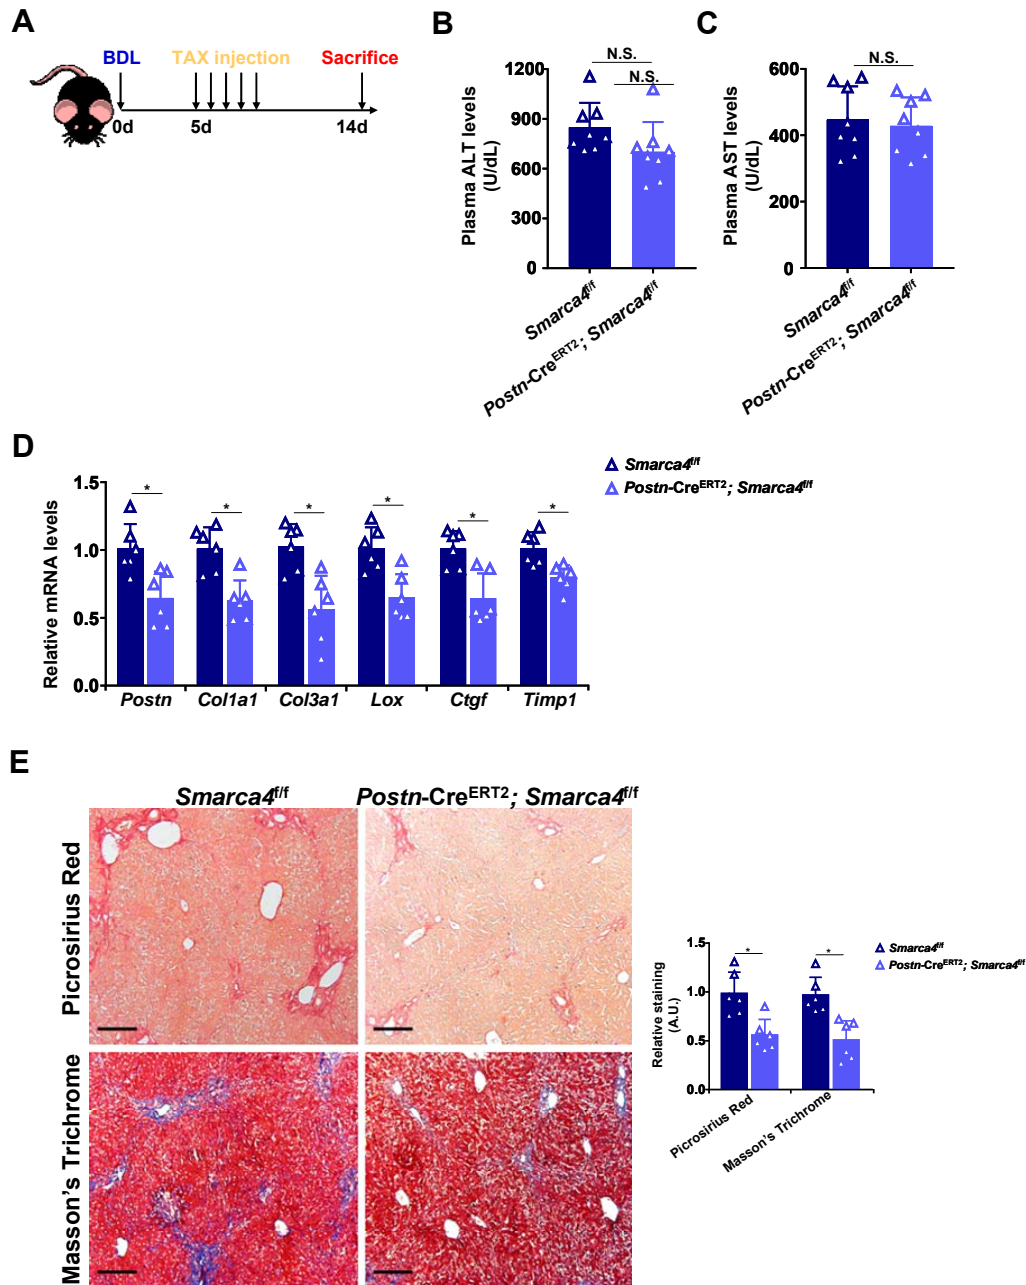 A
BDL TAX injection Sacrifice
0d 5d 14d
B
Plasma ALT levels
(U/dL)
1200
900
600
300
0
N.S.
N.S.
Smarca4f/f
Postn-CreERT2; Smarca4f/f
C
Plasma AST levels
(U/dL)
600
400
200
0
N.S.
Smarca4f/f
Postn-CreERT2; Smarca4f/f
D
Relative mRNA levels
1.5
1.0
0.5
0.0
* * * * * *
Postn Col1a1 Col3a1 Lox Ctgf Timp1
Smarca4f/f
Postn-CreERT2; Smarca4f/f
E
Smarca4f/f Postn-CreERT2; Smarca4f/f
Picrosirius Red
Masson's Trichrome
Relative staining
(A.U.)
1.5
1.0
0.5
0.0
* *
Picrosirius Red
Masson's Trichrome
Smarca4f/f
Postn-CreERT2; Smarca4f/f